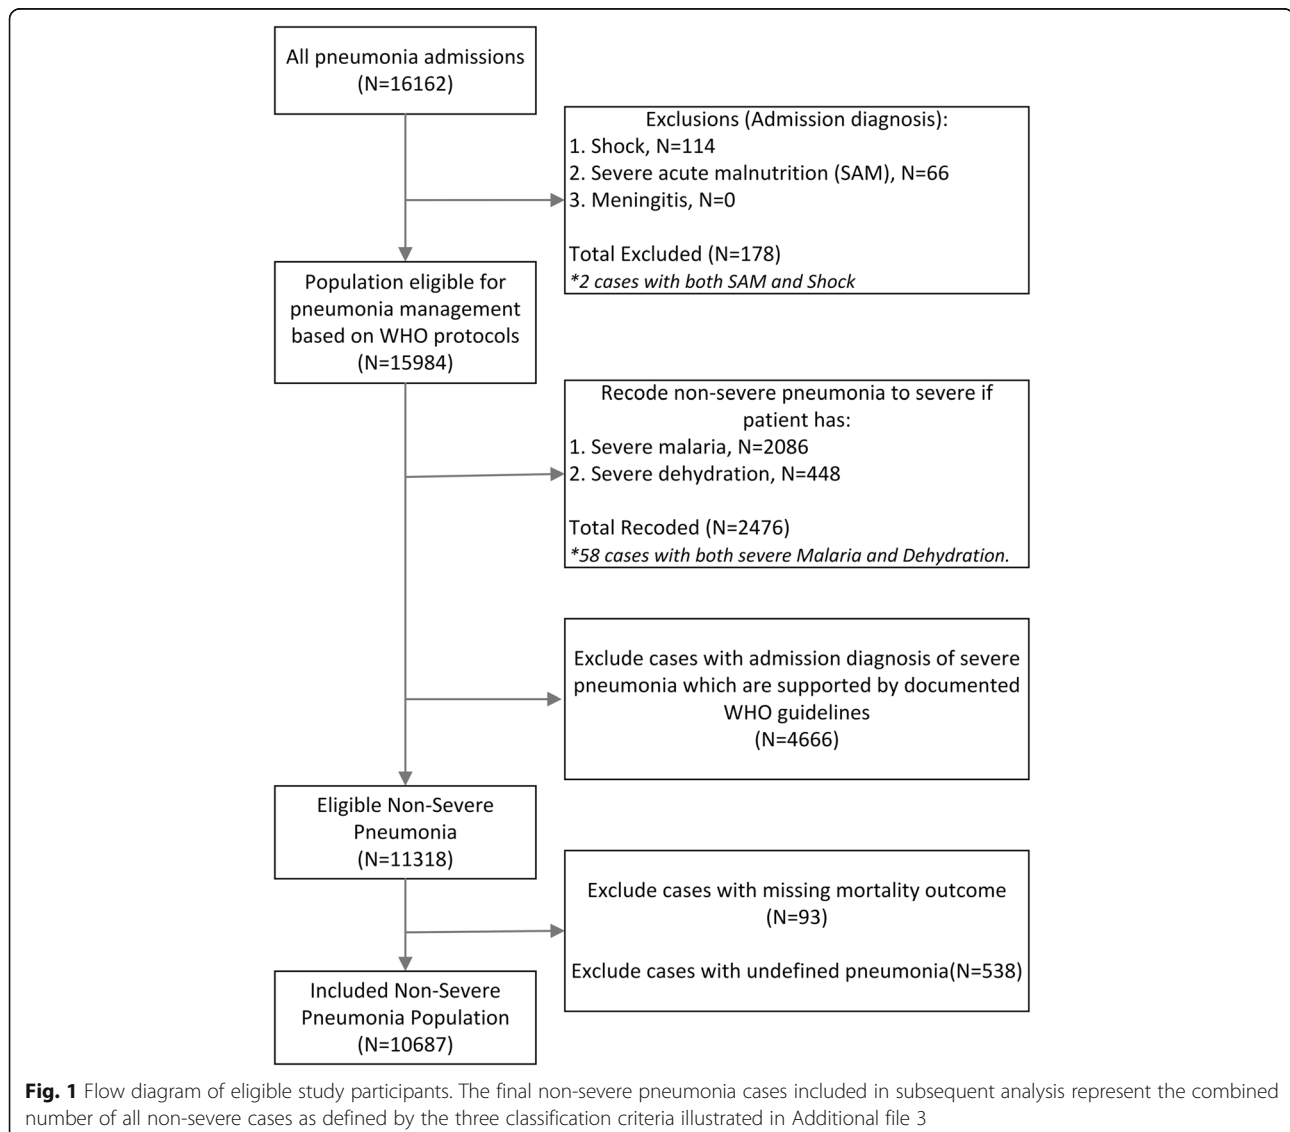 All pneumonia admissions
(N=16162)
Exclusions (Admission diagnosis):
1. Shock, N=114
2. Severe acute malnutrition (SAM), N=66
3. Meningitis, N=0
Total Excluded (N=178)
*2 cases with both SAM and Shock
Population eligible for
pneumonia management
based on WHO protocols
(N=15984)
Recode non-severe pneumonia to severe if
patient has:
1. Severe malaria, N=2086
2. Severe dehydration, N=448
Total Recoded (N=2476)
*58 cases with both severe Malaria and Dehydration.
Exclude cases with admission diagnosis of severe
pneumonia which are supported by documented
WHO guidelines
(N=4666)
Eligible Non-Severe
Pneumonia
(N=11318)
Exclude cases with missing mortality outcome
(N=93)
Exclude cases with undefined pneumonia(N=538)
Included Non-Severe
Pneumonia Population
(N=10687)
Fig. 1 Flow diagram of eligible study participants. The final non-severe pneumonia cases included in subsequent analysis represent the combined
number of all non-severe cases as defined by the three classification criteria illustrated in Additional file 3